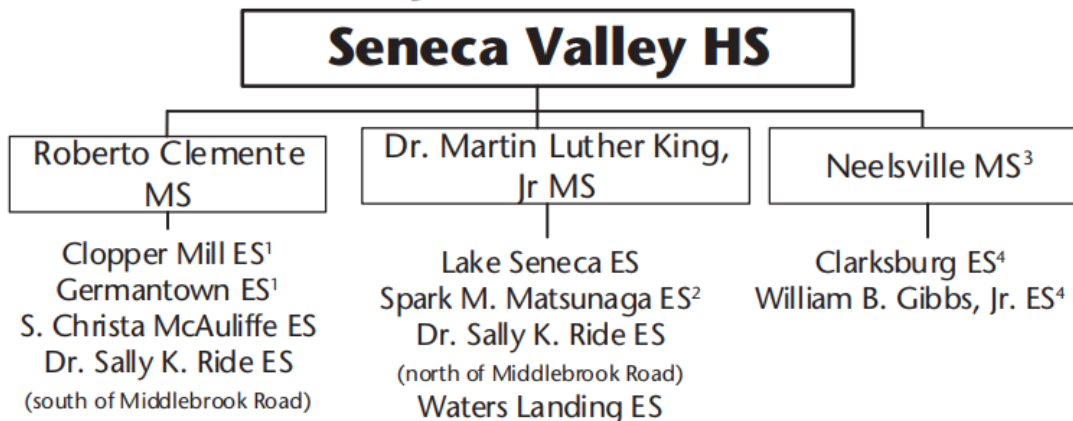 Seneca Valley HS
Roberto Clemente
MS
Clopper Mill ES¹
Germantown ES¹
S. Christa McAuliffe ES
Dr. Sally K. Ride ES
(south of Middlebrook Road)
Dr. Martin Luther King,
Jr MS
Lake Seneca ES
Spark M. Matsunaga ES²
Dr. Sally K. Ride ES
(north of Middlebrook Road)
Waters Landing ES
Neelsville MS³
Clarksburg ES⁴
William B. Gibbs, Jr. ES⁴